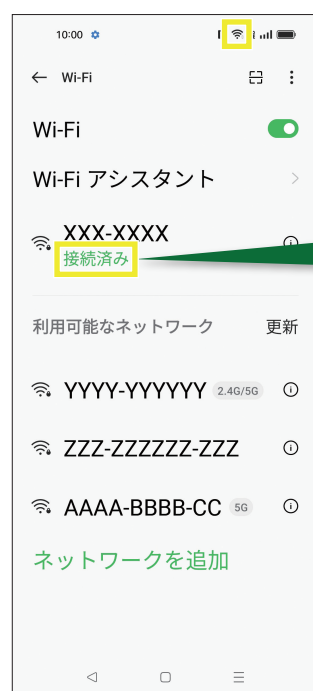 10:00
Wi-Fi
Wi-Fi
Wi-Fi アシスタント
XXX-XXXX
接続済み
利用可能なネットワーク 更新
YYYY-YYYYYY 2.4G/5G
ZZZ-ZZZZZZ-ZZZ
AAAA-BBBB-CC 5G
ネットワークを追加